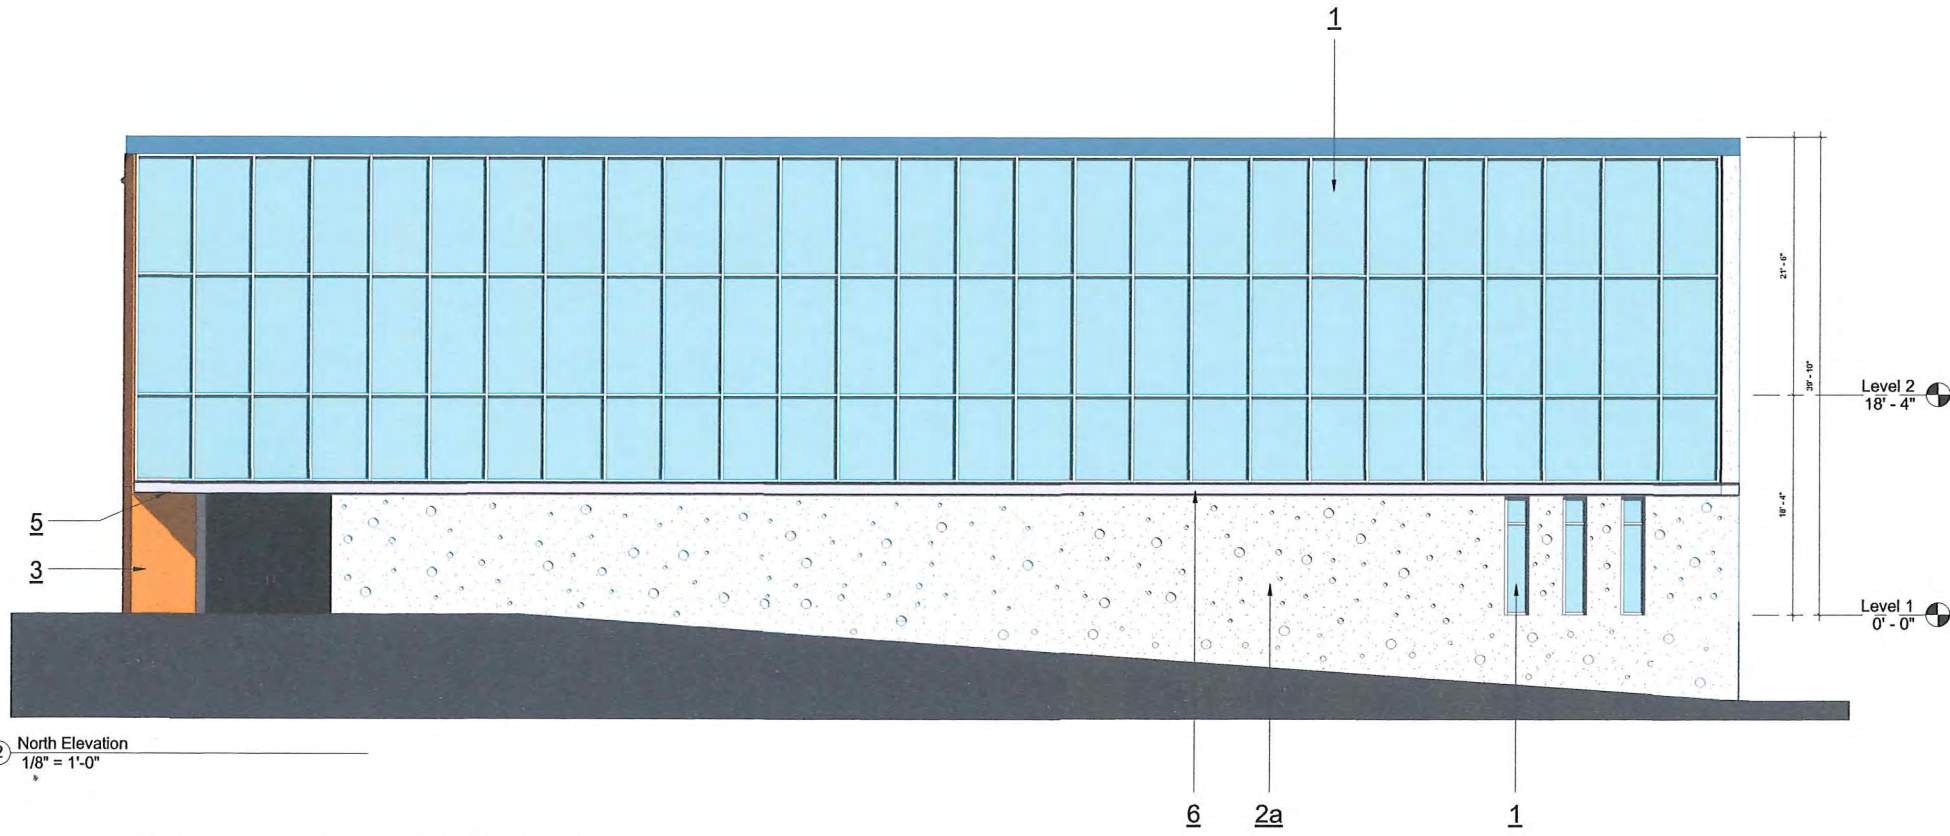 1
21' - 6"
39' - 10"
Level 2
18' - 4"
5
18' - 4"
3
Level 1
0' - 0"
2 North Elevation
1/8" = 1'-0"
6
2a
1